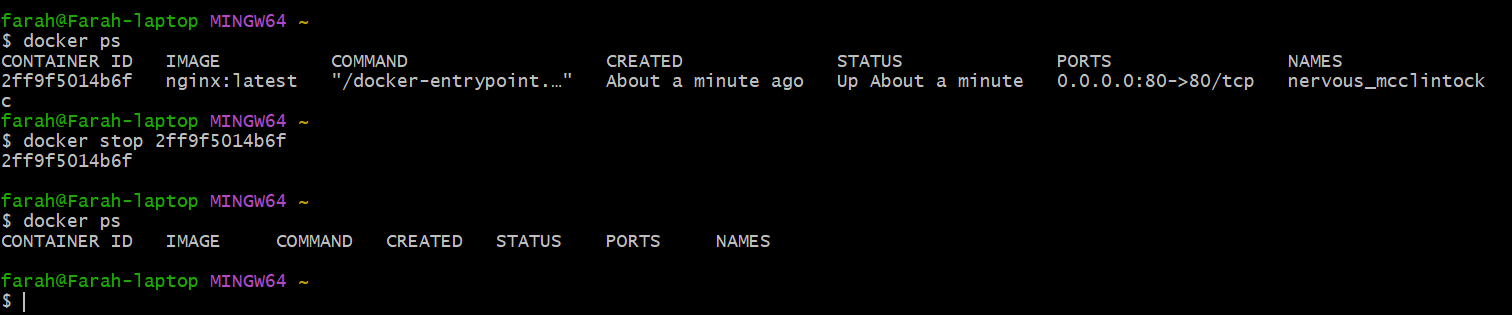 farah@Farah-laptop MINGW64 ~
$ docker ps
CONTAINER ID   IMAGE          COMMAND                  CREATED              STATUS              PORTS                NAMES
2ff9f5014b6f   nginx:latest   "/docker-entrypoint.…"   About a minute ago   Up About a minute   0.0.0.0:80->80/tcp   nervous_mcclintock
c
farah@Farah-laptop MINGW64 ~
$ docker stop 2ff9f5014b6f
2ff9f5014b6f
farah@Farah-laptop MINGW64 ~
$ docker ps
CONTAINER ID   IMAGE     COMMAND   CREATED   STATUS    PORTS     NAMES
farah@Farah-laptop MINGW64 ~
$